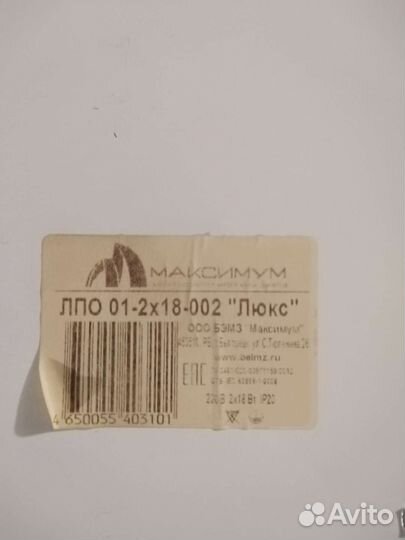 МАКСИМУМ
ЛПО 01-2х18-002 "Люкс"
ООО БЭМЗ "Максимум"
www.belmz.ru
ЕАС
220 В 2х18 Вт IP20
4 650055 403101
Avito